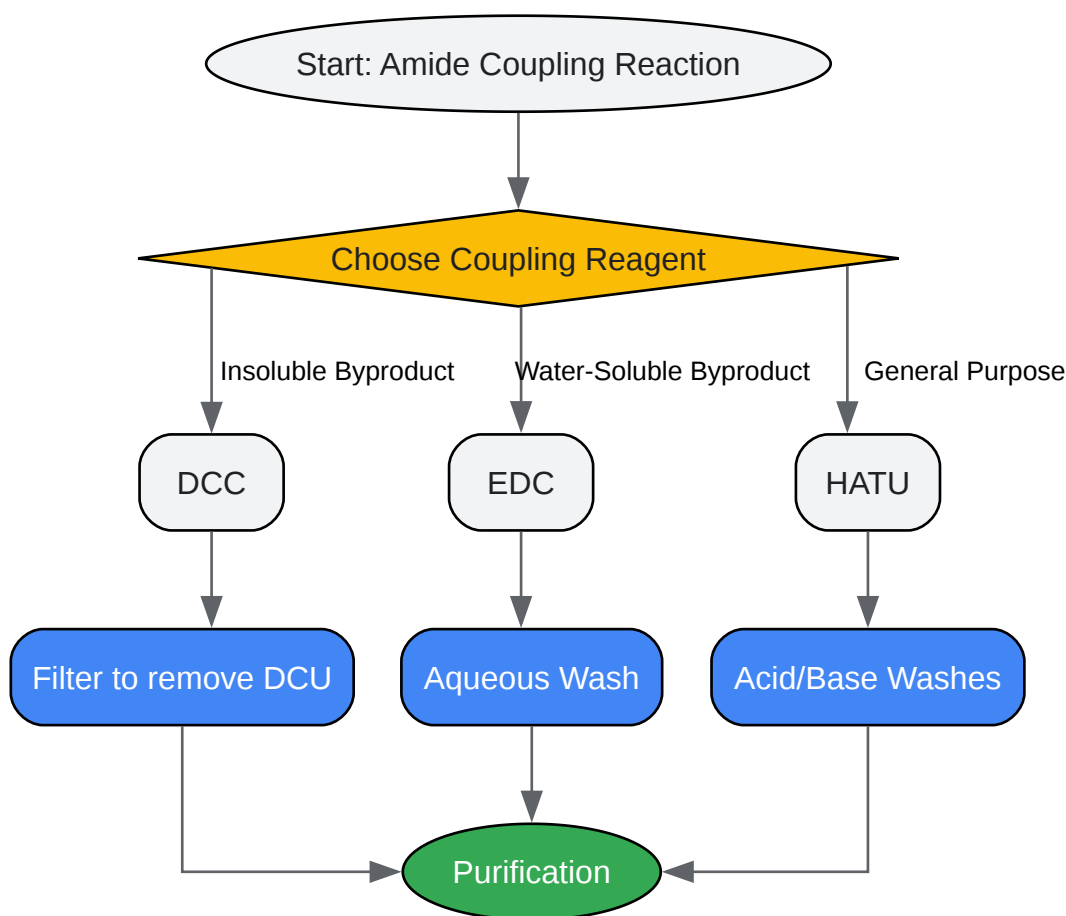 Start: Amide Coupling Reaction
Choose Coupling Reagent
Insoluble Byproduct
Water-Soluble Byproduct
General Purpose
DCC
EDC
HATU
Filter to remove DCU
Aqueous Wash
Acid/Base Washes
Purification